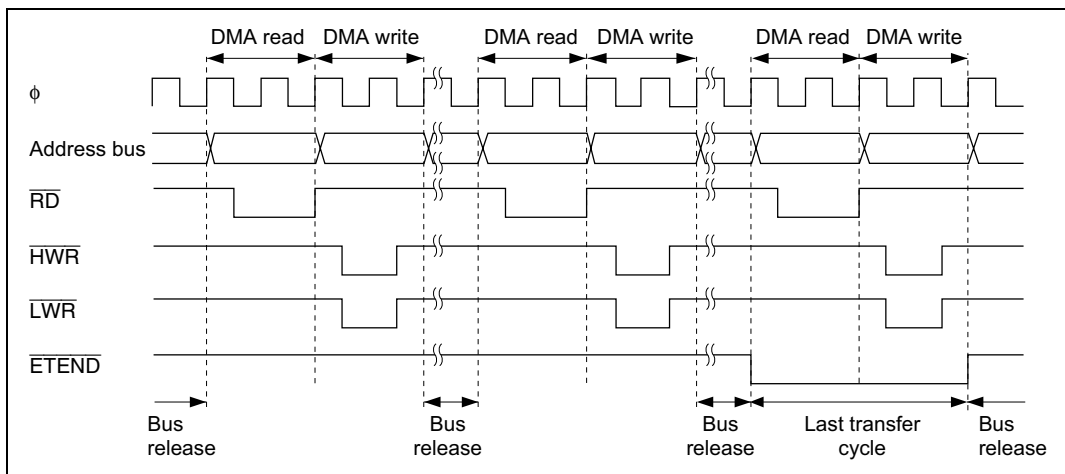 DMA read DMA write DMA read DMA write DMA read DMA write
ϕ
Address bus
RD
HWR
LWR
ETEND
Bus release
Bus release
Bus release
Last transfer cycle
Bus release